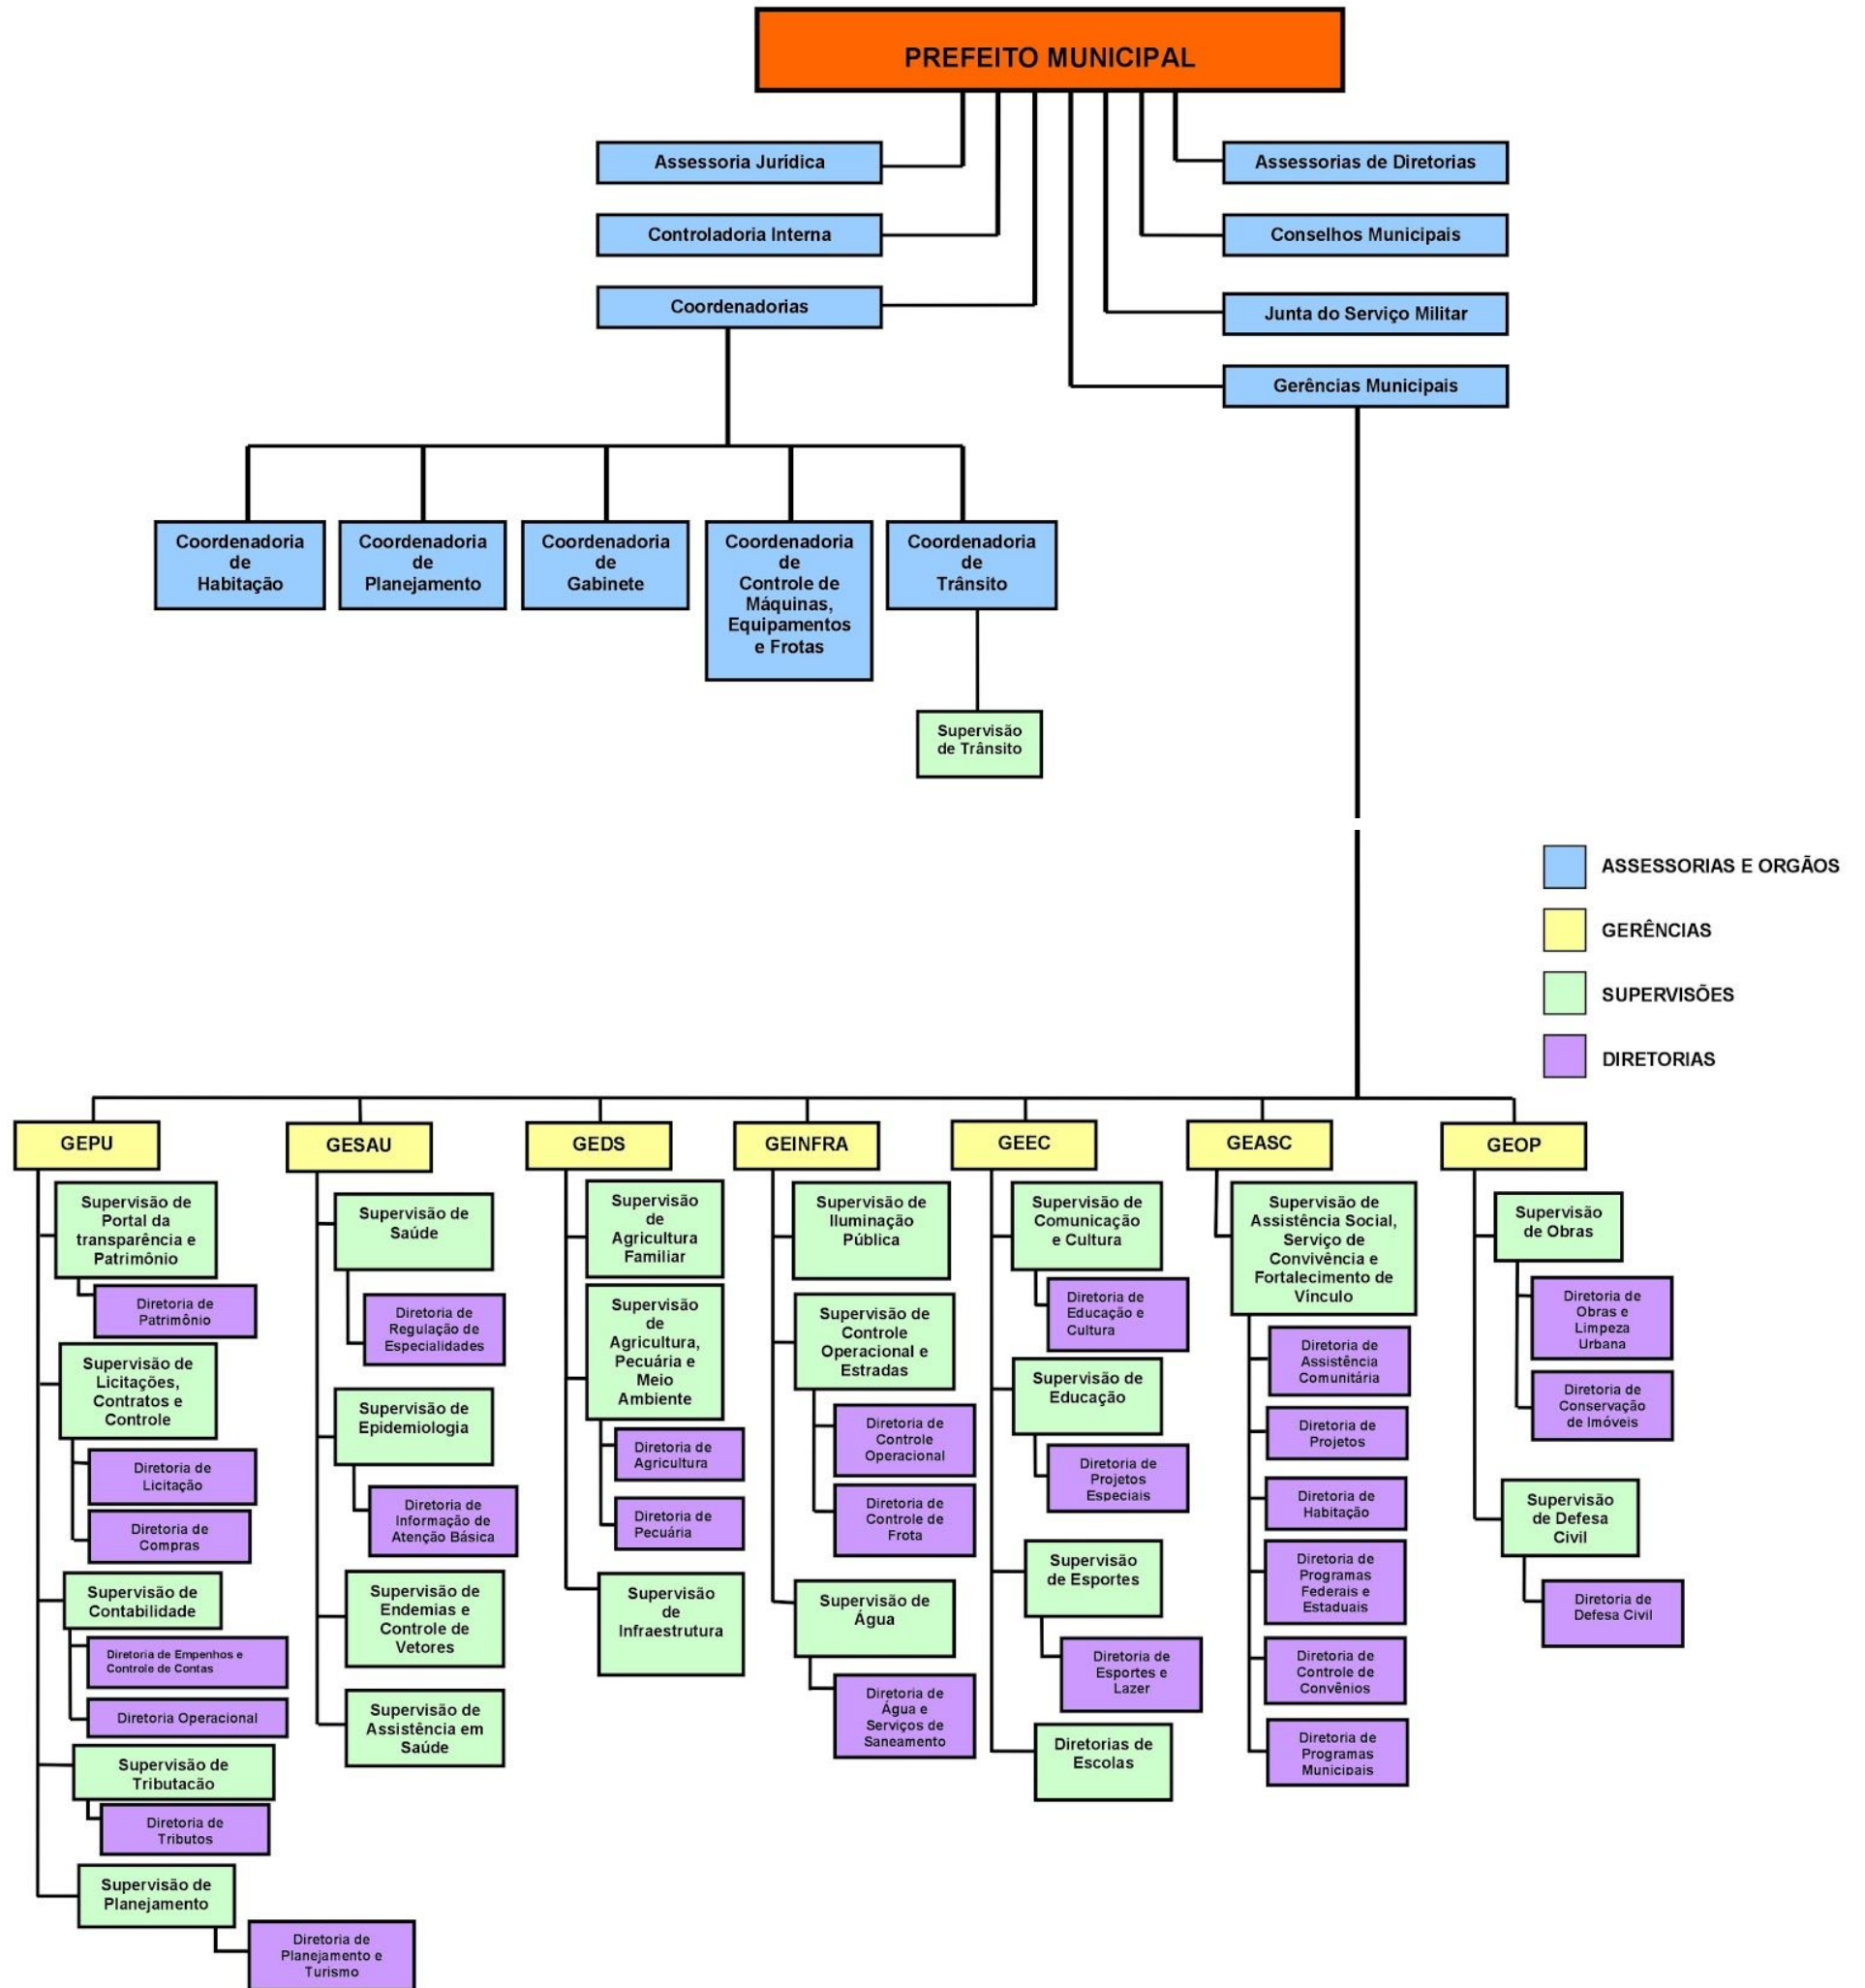 PREFEITO MUNICIPAL
Assessoria Jurídica
Assessorias de Diretorias
Controladoria Interna
Conselhos Municipais
Coordenadorias
Junta do Serviço Militar
Gerências Municipais
Coordenadoria
de
Habitação
Coordenadoria
de
Planejamento
Coordenadoria
de
Gabinete
Coordenadoria
de
Controle de
Máquinas,
Equipamentos
e Frotas
Coordenadoria
de
Trânsito
Supervisão
de Trânsito
ASSESSORIAS E ORGÃOS
GERÊNCIAS
SUPERVISÕES
DIRETORIAS
GEPU
Supervisão de
Portal da
transparência e
Patrimônio
Diretoria de
Patrimônio
Supervisão de
Licitações,
Contratos e
Controle
Diretoria de
Licitação
Diretoria de
Compras
Supervisão de
Contabilidade
Diretoria de Empenhos e
Controle de Contas
Diretoria Operacional
Supervisão de
Tributacão
Diretoria de
Tributos
Supervisão de
Planejamento
Diretoria de
Planejamento e
Turismo
GESAU
Supervisão de
Saúde
Diretoria de
Regulação de
Especialidades
Supervisão de
Epidemiologia
Diretoria de
Informação de
Atenção Básica
Supervisão de
Endemias e
Controle de
Vetores
Supervisão de
Assistência em
Saúde
GEDS
Supervisão
de
Agricultura
Familiar
Supervisão
de
Agricultura,
Pecuária e
Meio
Ambiente
Diretoria de
Agricultura
Diretoria de
Pecuária
Supervisão
de
Infraestrutura
GEINFRA
Supervisão de
Iluminação
Pública
Supervisão de
Controle
Operacional e
Estradas
Diretoria de
Controle
Operacional
Diretoria de
Controle de
Frota
Supervisão de
Água
Diretoria de
Água e
Serviços de
Saneamento
GEEC
Supervisão de
Comunicação
e Cultura
Diretoria de
Educação e
Cultura
Supervisão de
Educação
Diretoria de
Projetos
Especiais
Supervisão
de Esportes
Diretoria de
Esportes e
Lazer
Diretorias de
Escolas
GEASC
Supervisão de
Assistência Social,
Serviço de
Convivência e
Fortalecimento de
Vínculo
Diretoria de
Assistência
Comunitária
Diretoria de
Projetos
Diretoria de
Habitação
Diretoria de
Programas
Federais e
Estaduais
Diretoria de
Controle de
Convênios
Diretoria de
Programas
Municipais
GEOP
Supervisão
de Obras
Diretoria de
Obras e
Limpeza
Urbana
Diretoria de
Conservação
de Imóveis
Supervisão
de Defesa
Civil
Diretoria de
Defesa Civil